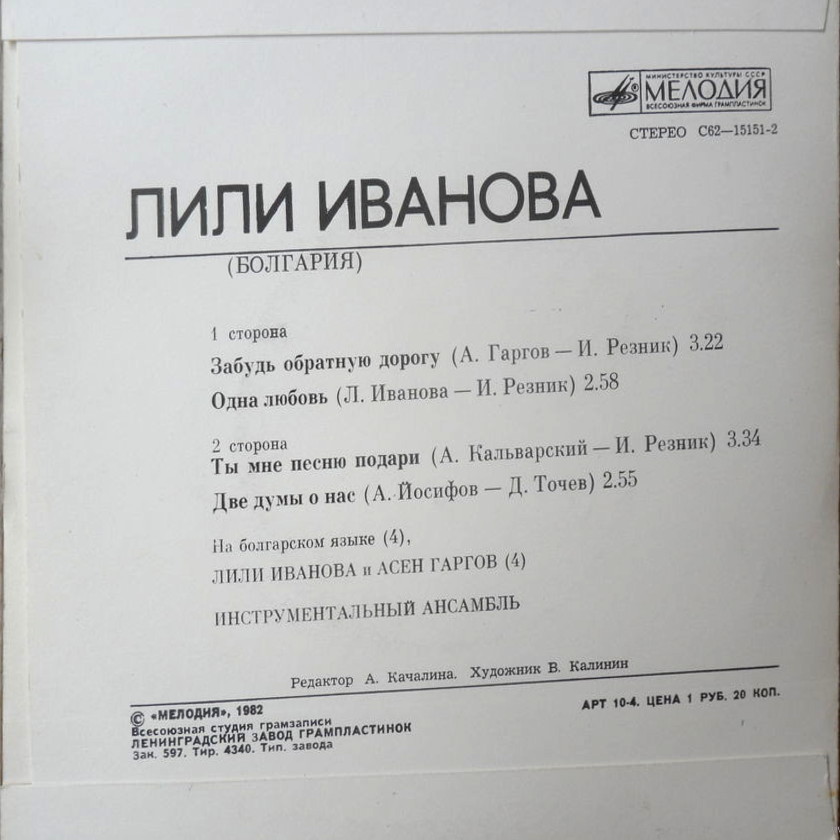 МИНИСТЕРСТВО КУЛЬТУРЫ СССР
МЕЛОДИЯ
ВСЕСОЮЗНАЯ ФИРМА ГРАМПЛАСТИНОК
СТЕРЕО С62—15151-2
ЛИЛИ ИВАНОВА
(БОЛГАРИЯ)
1 сторона
Забудь обратную дорогу (А. Гаргов — И. Резник) 3.22
Одна любовь (Л. Иванова — И. Резник) 2.58
2 сторона
Ты мне песню подари (А. Кальварский — И. Резник) 3.34
Две думы о нас (А. Йосифов — Д. Точев) 2.55
На болгарском языке (4),
ЛИЛИ ИВАНОВА и АСЕН ГАРГОВ (4)
ИНСТРУМЕНТАЛЬНЫЙ АНСАМБЛЬ
Редактор А. Качалина. Художник В. Калинин
© «МЕЛОДИЯ», 1982
АРТ 10-4. ЦЕНА 1 РУБ. 20 КОП.
Всесоюзная студия грамзаписи
ЛЕНИНГРАДСКИЙ ЗАВОД ГРАМПЛАСТИНОК
Зак. 597. Тир. 4340. Тип. завода